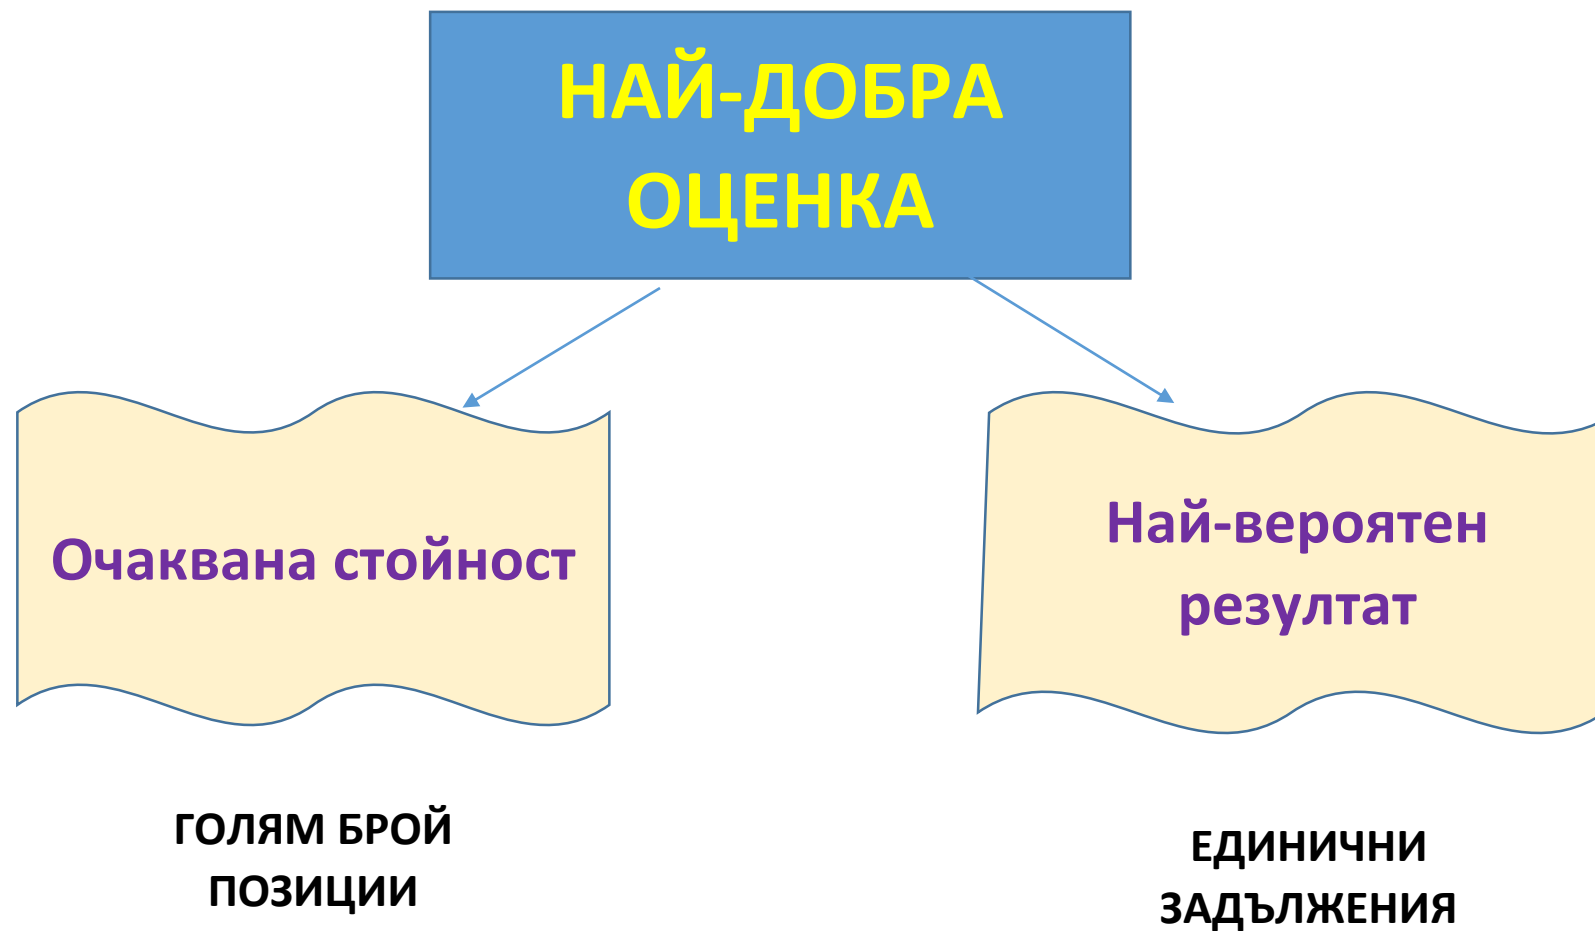 НАЙ-ДОБРА
ОЦЕНКА
Очаквана стойност
Най-вероятен
резултат
ГОЛЯМ БРОЙ
ПОЗИЦИИ
ЕДИНИЧНИ
ЗАДЪЛЖЕНИЯ